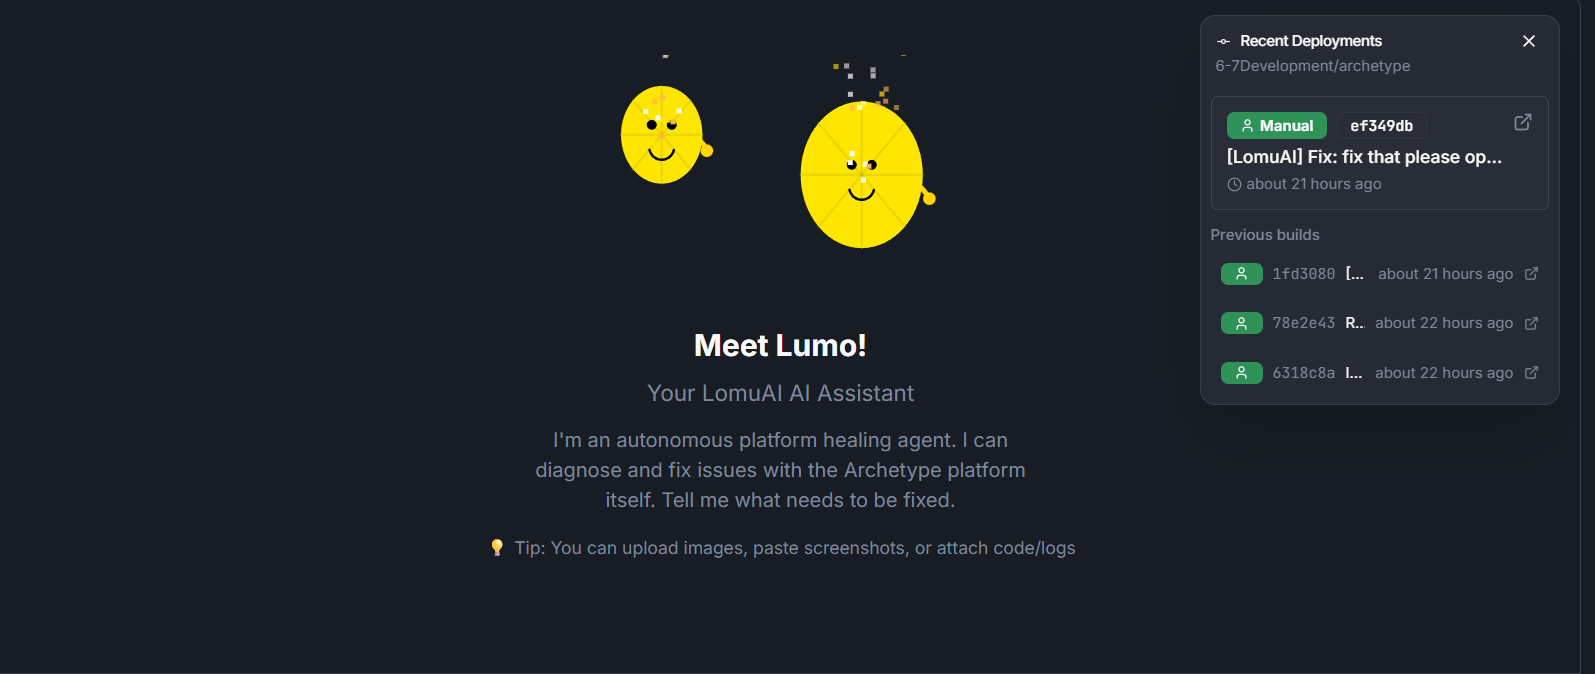 Meet Lumo!
Your LomuAI AI Assistant
I'm an autonomous platform healing agent. I can
diagnose and fix issues with the Archetype platform
itself. Tell me what needs to be fixed.
Tip: You can upload images, paste screenshots, or attach code/logs
Recent Deployments
6-7Development/archetype
Manual ef349db
[LomuAI] Fix: fix that please op...
about 21 hours ago
Previous builds
1fd3080 [... about 21 hours ago
78e2e43 R... about 22 hours ago
6318c8a I... about 22 hours ago